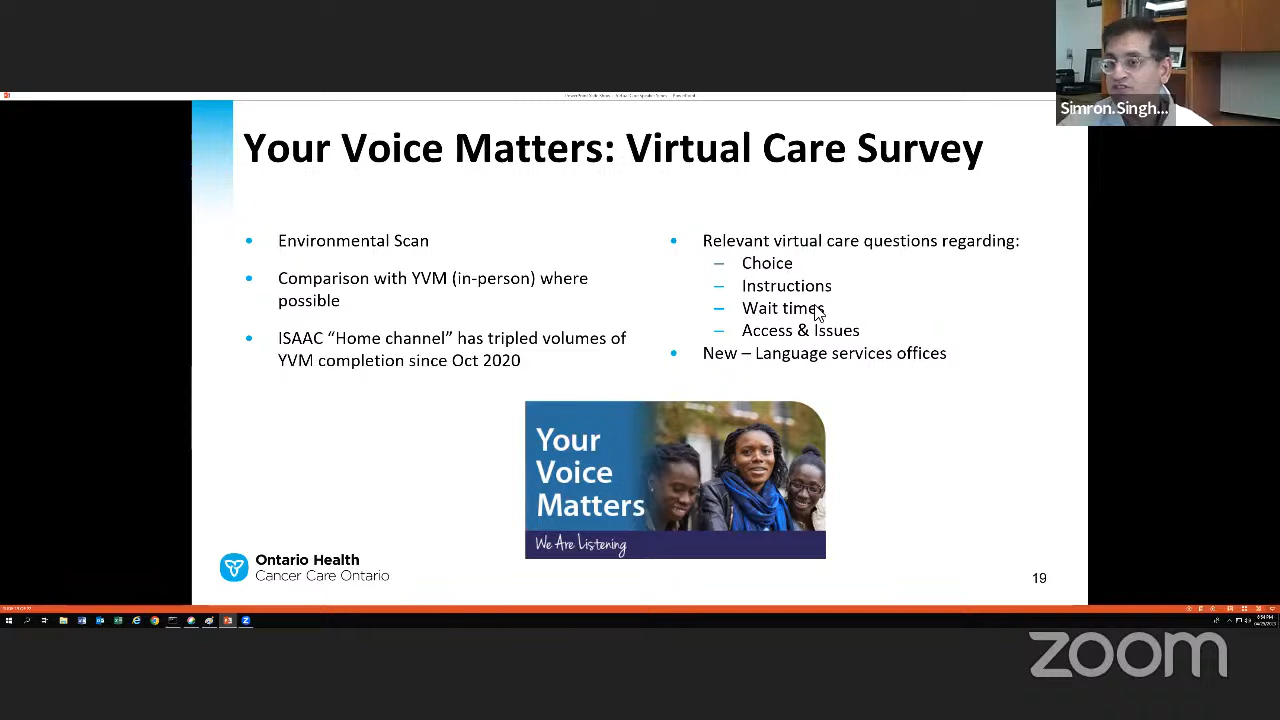 Simron.Singh...
Your Voice Matters: Virtual Care Survey
• Environmental Scan
• Comparison with YVM (in-person) where
possible
• ISAAC “Home channel” has tripled volumes of
YVM completion since Oct 2020
• Relevant virtual care questions regarding:
– Choice
– Instructions
– Wait times
– Access & Issues
• New – Language services offices
Your
Voice
Matters
We Are Listening
Ontario Health
Cancer Care Ontario
19
zoom